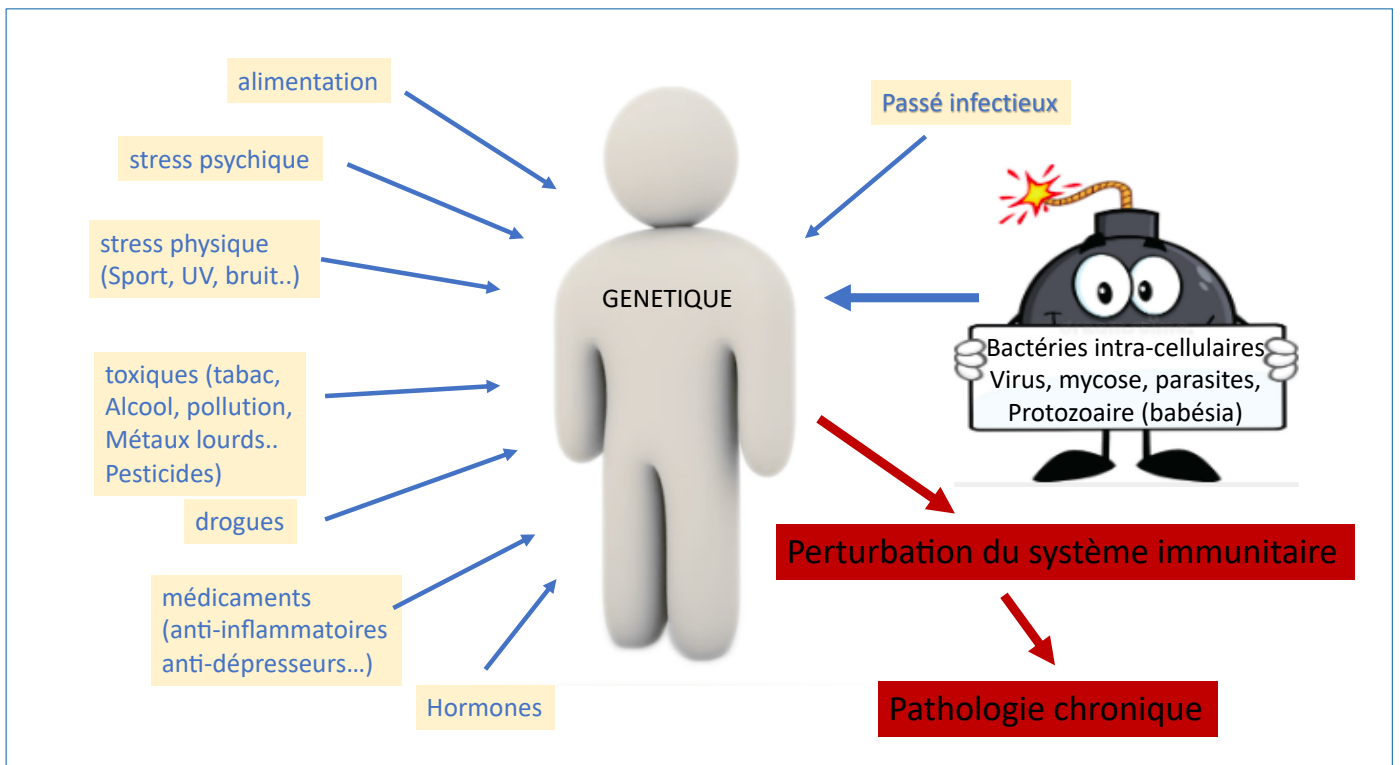 alimentation
stress psychique
stress physique
(Sport, UV, bruit..)
toxiques (tabac,
Alcool, pollution,
Métaux lourds..
Pesticides)
drogues
médicaments
(anti-inflammatoires
anti-dépresseurs…)
Hormones
GENETIQUE
Passé infectieux
Bactéries intra-cellulaires
Virus, mycose, parasites,
Protozoaire (babésia)
Perturbation du système immunitaire
Pathologie chronique